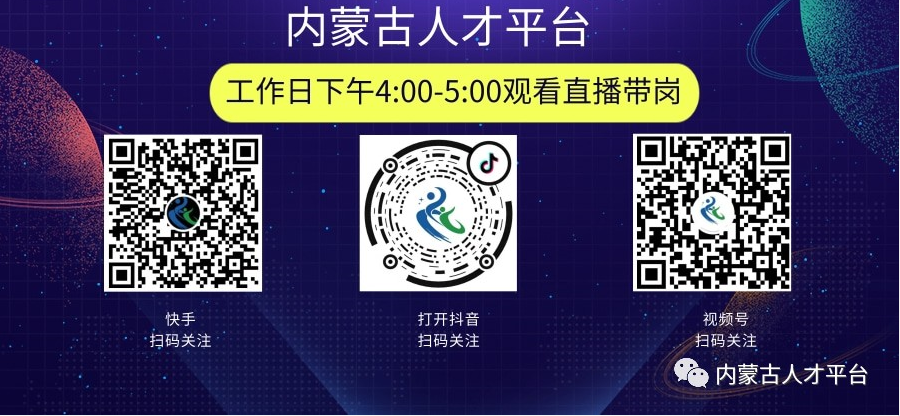 内蒙古人才平台
工作日下午4:00-5:00观看直播带岗
快手
扫码关注
打开抖音
扫码关注
视频号
扫码关注
内蒙古人才平台